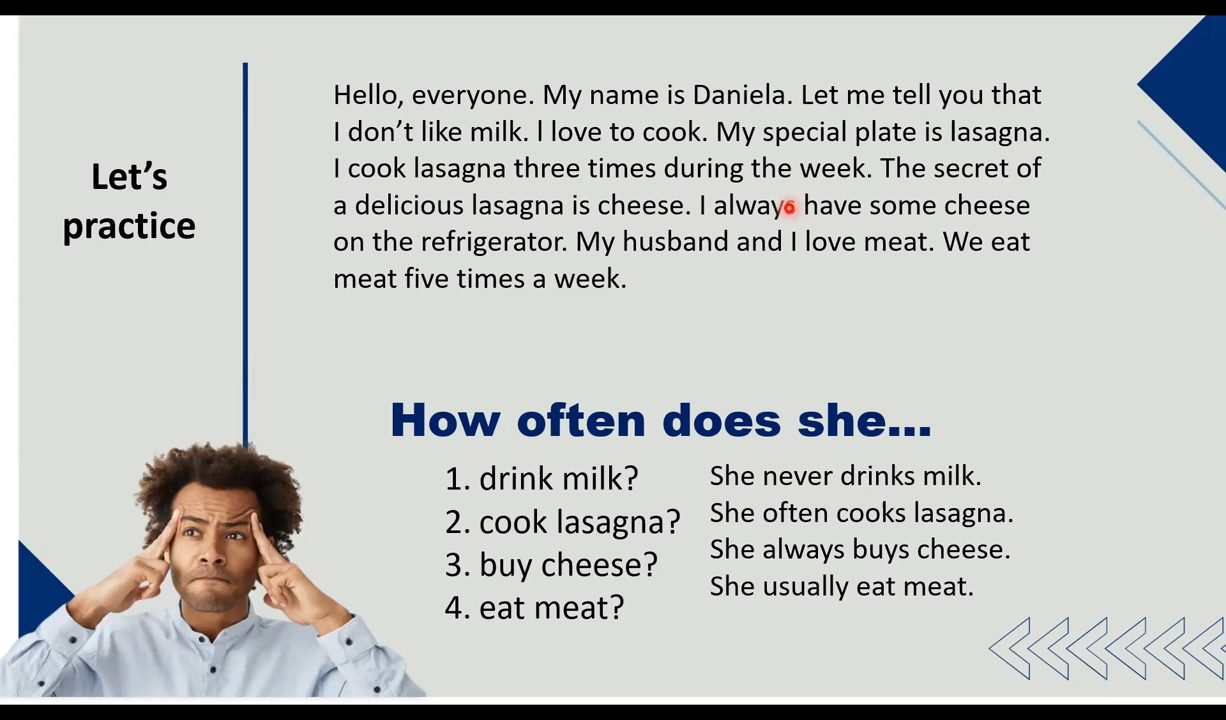 Let's
practice
Hello, everyone. My name is Daniela. Let me tell you that
I don't like milk. I love to cook. My special plate is lasagna.
I cook lasagna three times during the week. The secret of
a delicious lasagna is cheese. I always have some cheese
on the refrigerator. My husband and I love meat. We eat
meat five times a week.
How often does she...
1. drink milk?
2. cook lasagna?
3. buy cheese?
4. eat meat?
She never drinks milk.
She often cooks lasagna.
She always buys cheese.
She usually eat meat.